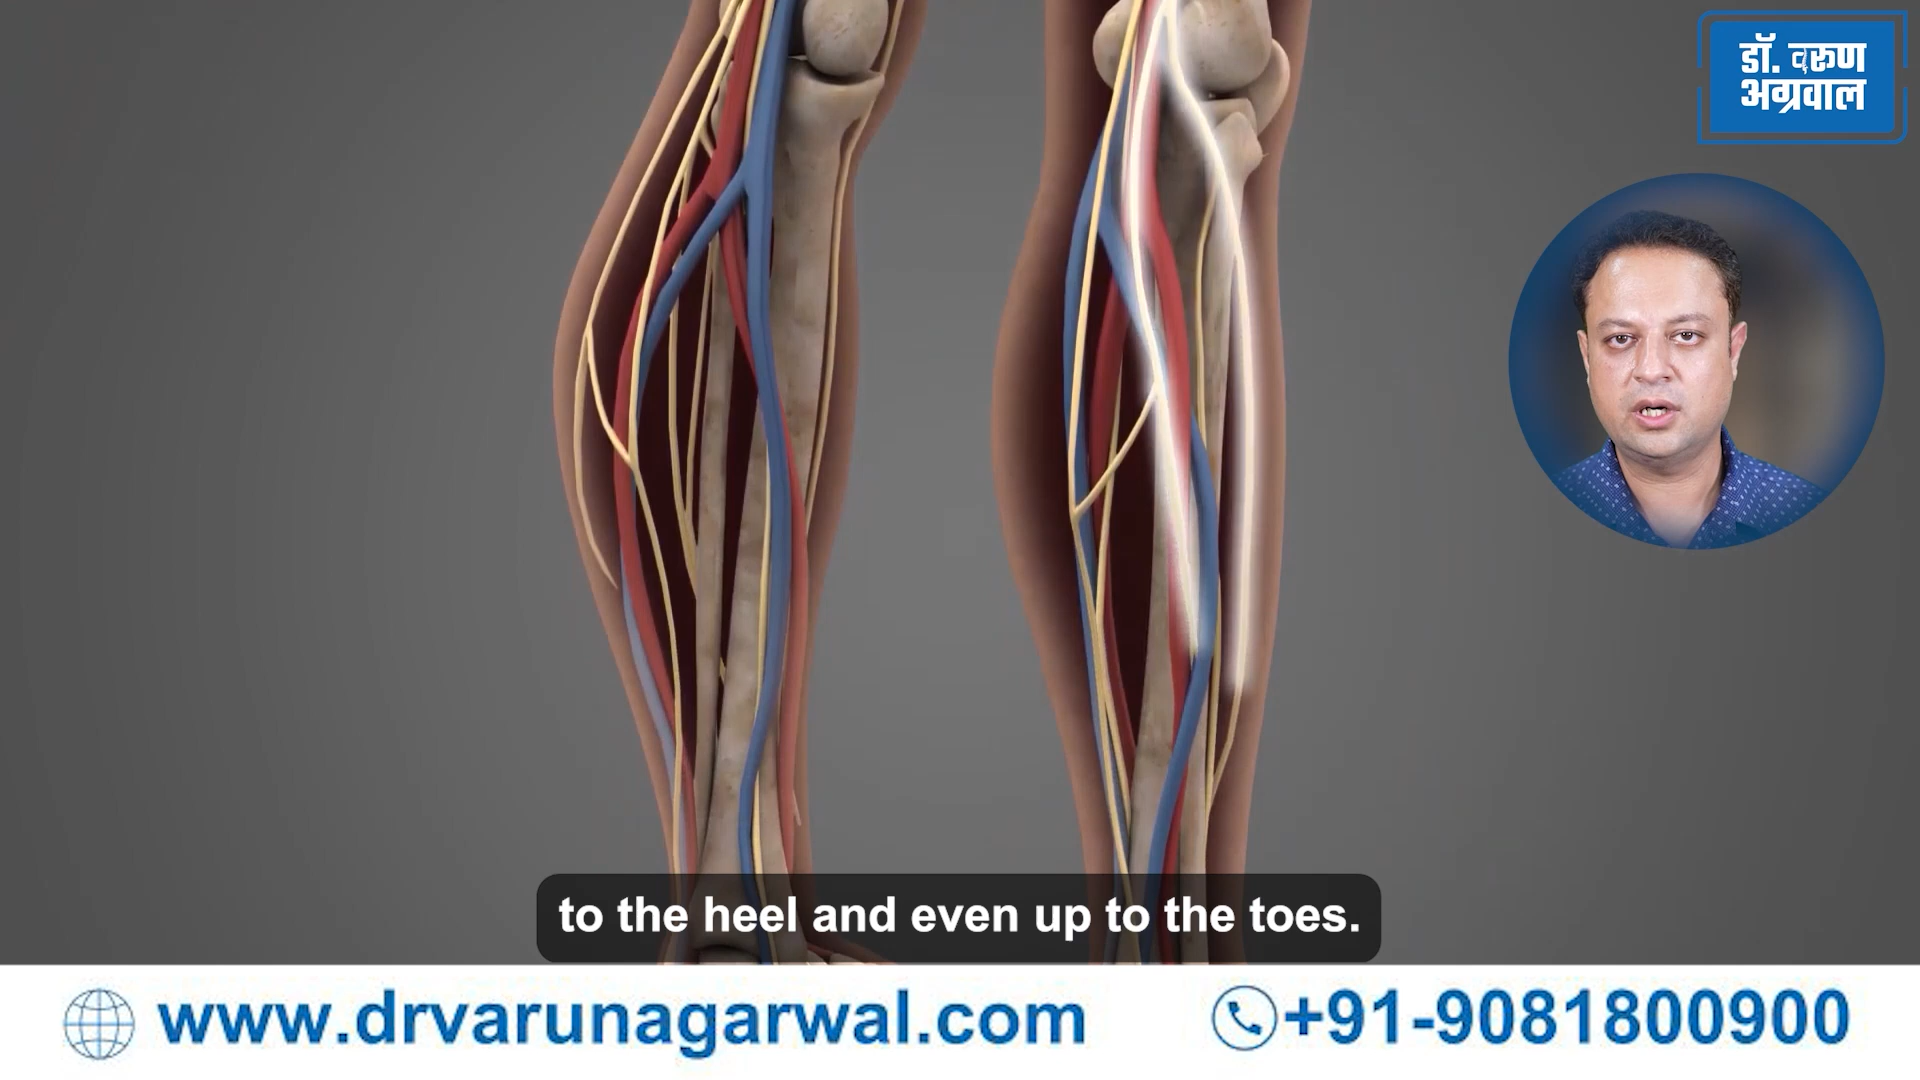 डॉ. वरुण
अग्रवाल
to the heel and even up to the toes.
www.drvarunagarwal.com
+91-9081800900